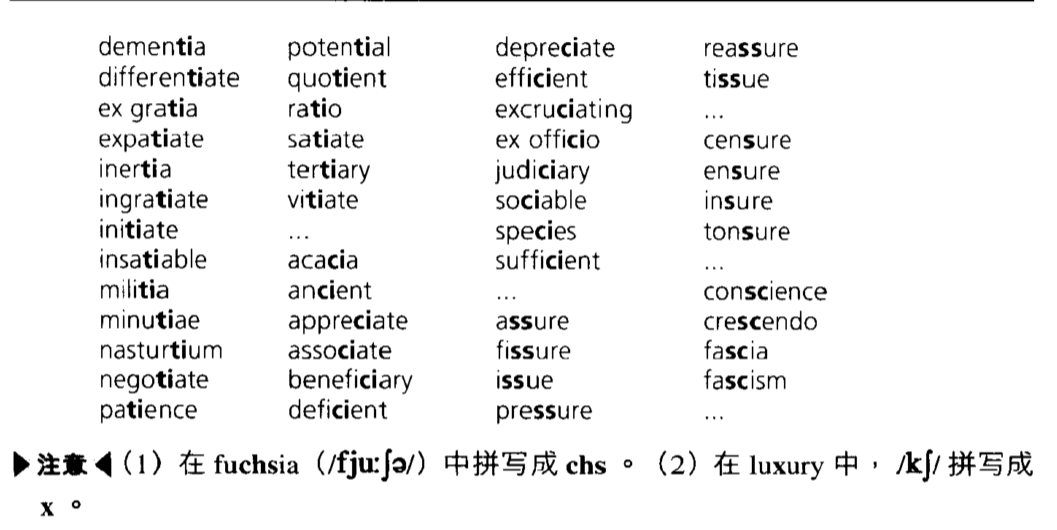 dementia potential depreciate reassure
differentiate quotient efficient tissue
ex gratia ratio excruciating ...
expatiate satiate ex officio censure
inertia tertiary judiciary ensure
ingratiate vitiate sociable insure
initiate ... species tonsure
insatiable acacia sufficient ...
militia ancient ... conscience
minutiae appreciate assure crescendo
nasturtium associate fissure fascia
negotiate beneficiary issue fascism
patience deficient pressure ...
▶注意◀（1）在 fuchsia（/fju:ʃə/）中拼写成 chs。（2）在 luxury 中，/kʃ/ 拼写成
x。